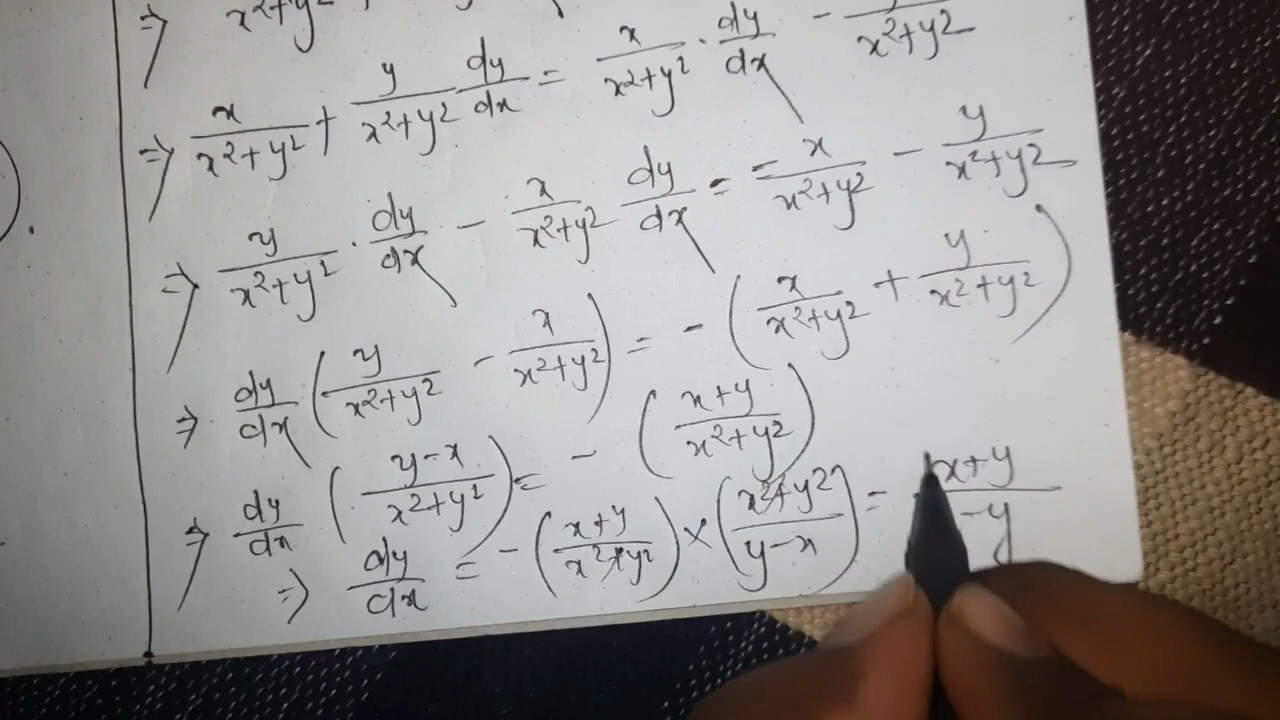 ⇒ x²+y²
⇒ x/(x²+y²) + y/(x²+y²) dy/dx = x/(x²+y²) · dy/dx - /(x²+y²)
⇒ y/(x²+y²) · dy/dx - x/(x²+y²) dy/dx = - x/(x²+y²) - y/(x²+y²)
⇒ dy/dx (y/(x²+y²) - x/(x²+y²)) = - (x/(x²+y²) + y/(x²+y²))
⇒ dy/dx ((y-x)/(x²+y²)) = - ((x+y)/(x²+y²))
⇒ dy/dx = - ((x+y)/(x²+y²)) × ((x²+y²)/(y-x)) = (x+y)/(-y)